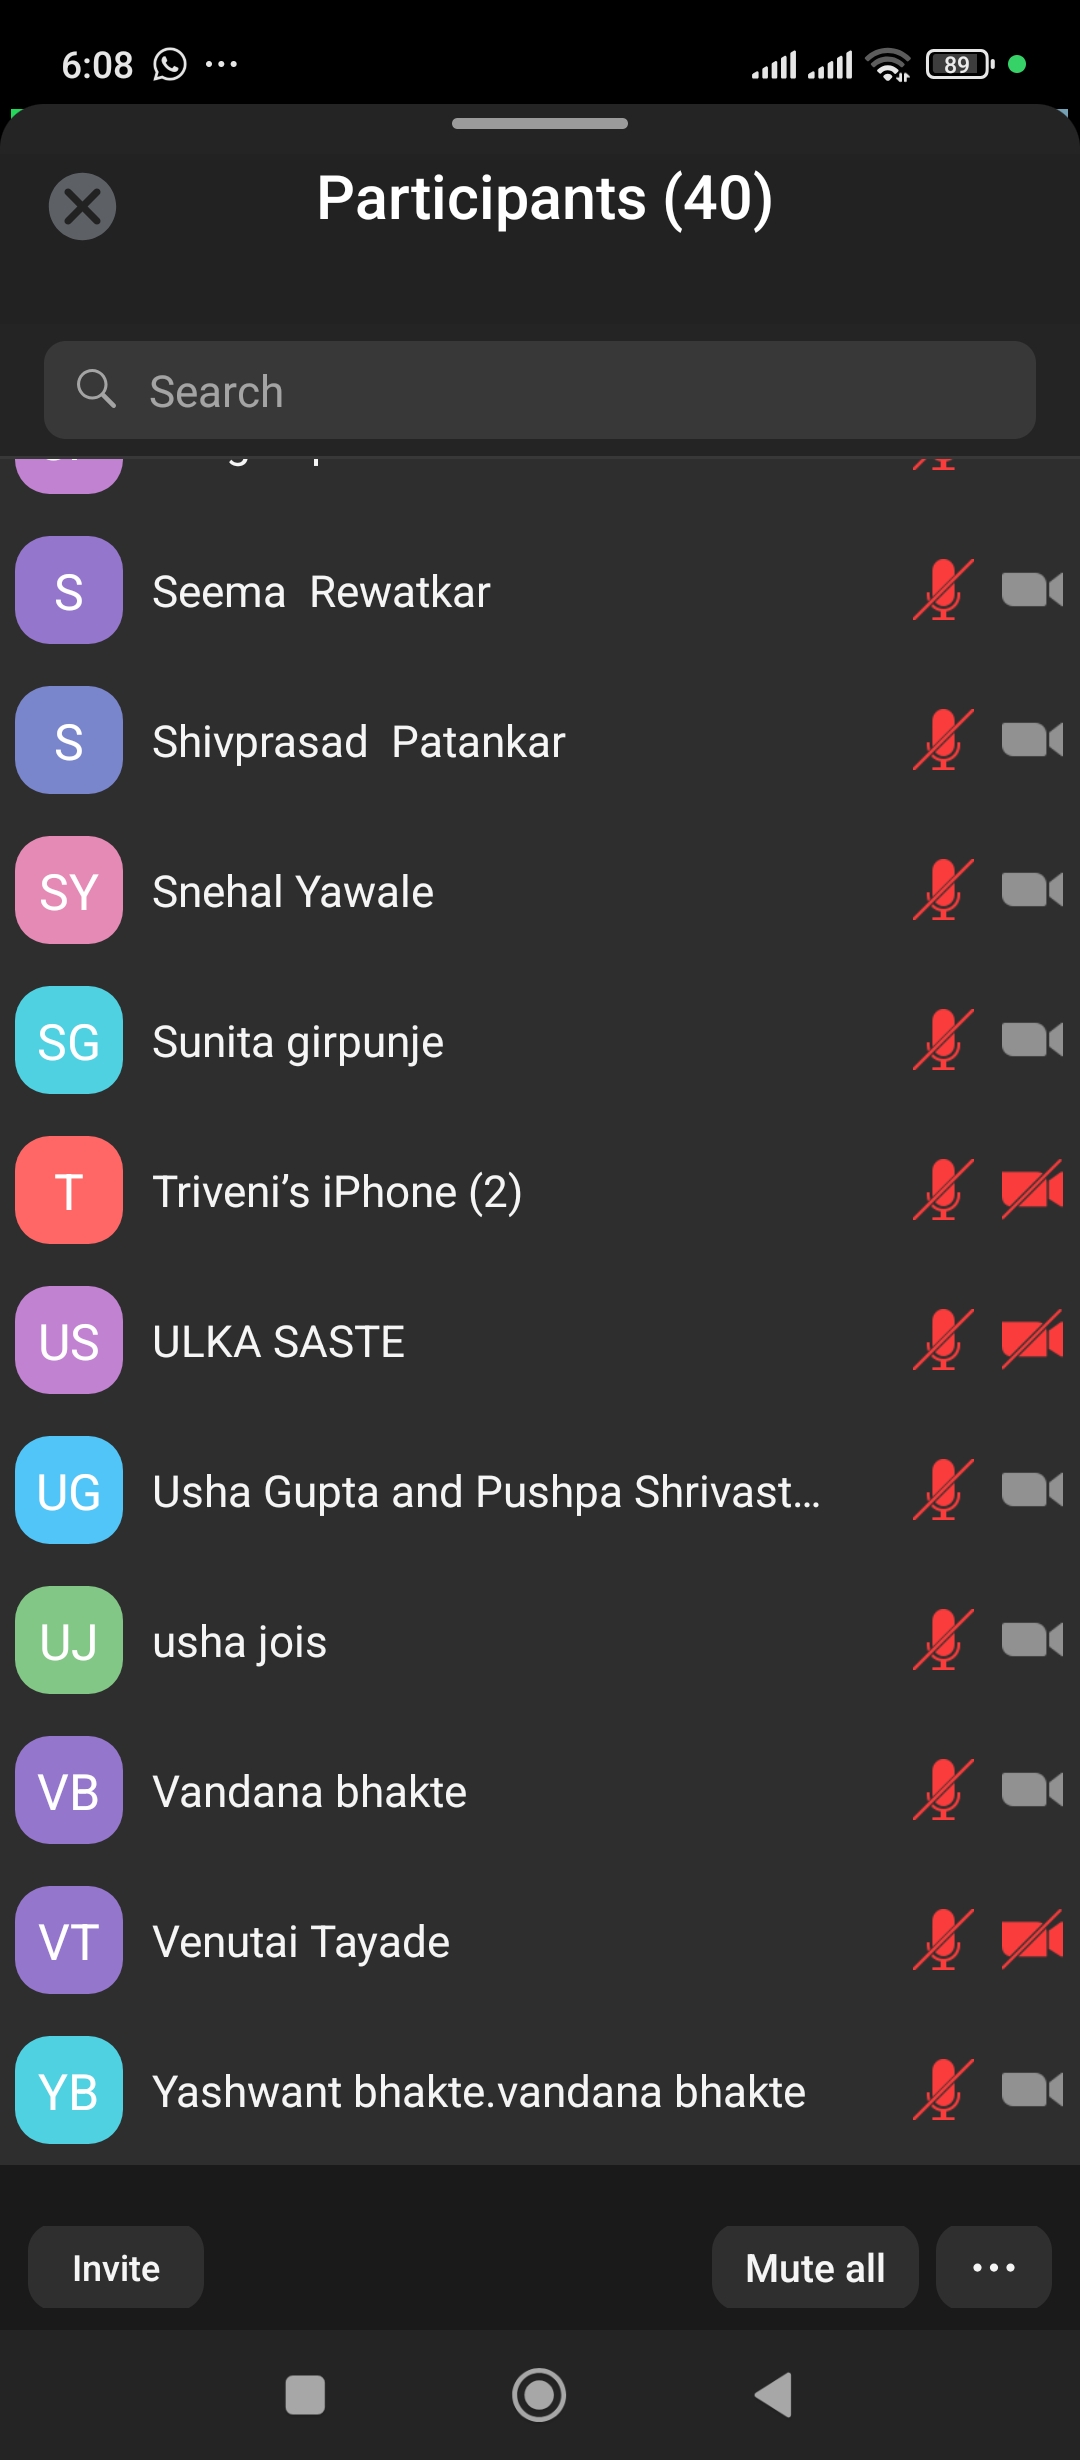 6:08
89
Participants (40)
Search
S
Seema Rewatkar
S
Shivprasad Patankar
SY
Snehal Yawale
SG
Sunita girpunje
T
Triveni’s iPhone (2)
US
ULKA SASTE
UG
Usha Gupta and Pushpa Shrivast...
UJ
usha jois
VB
Vandana bhakte
VT
Venutai Tayade
YB
Yashwant bhakte.vandana bhakte
Invite
Mute all